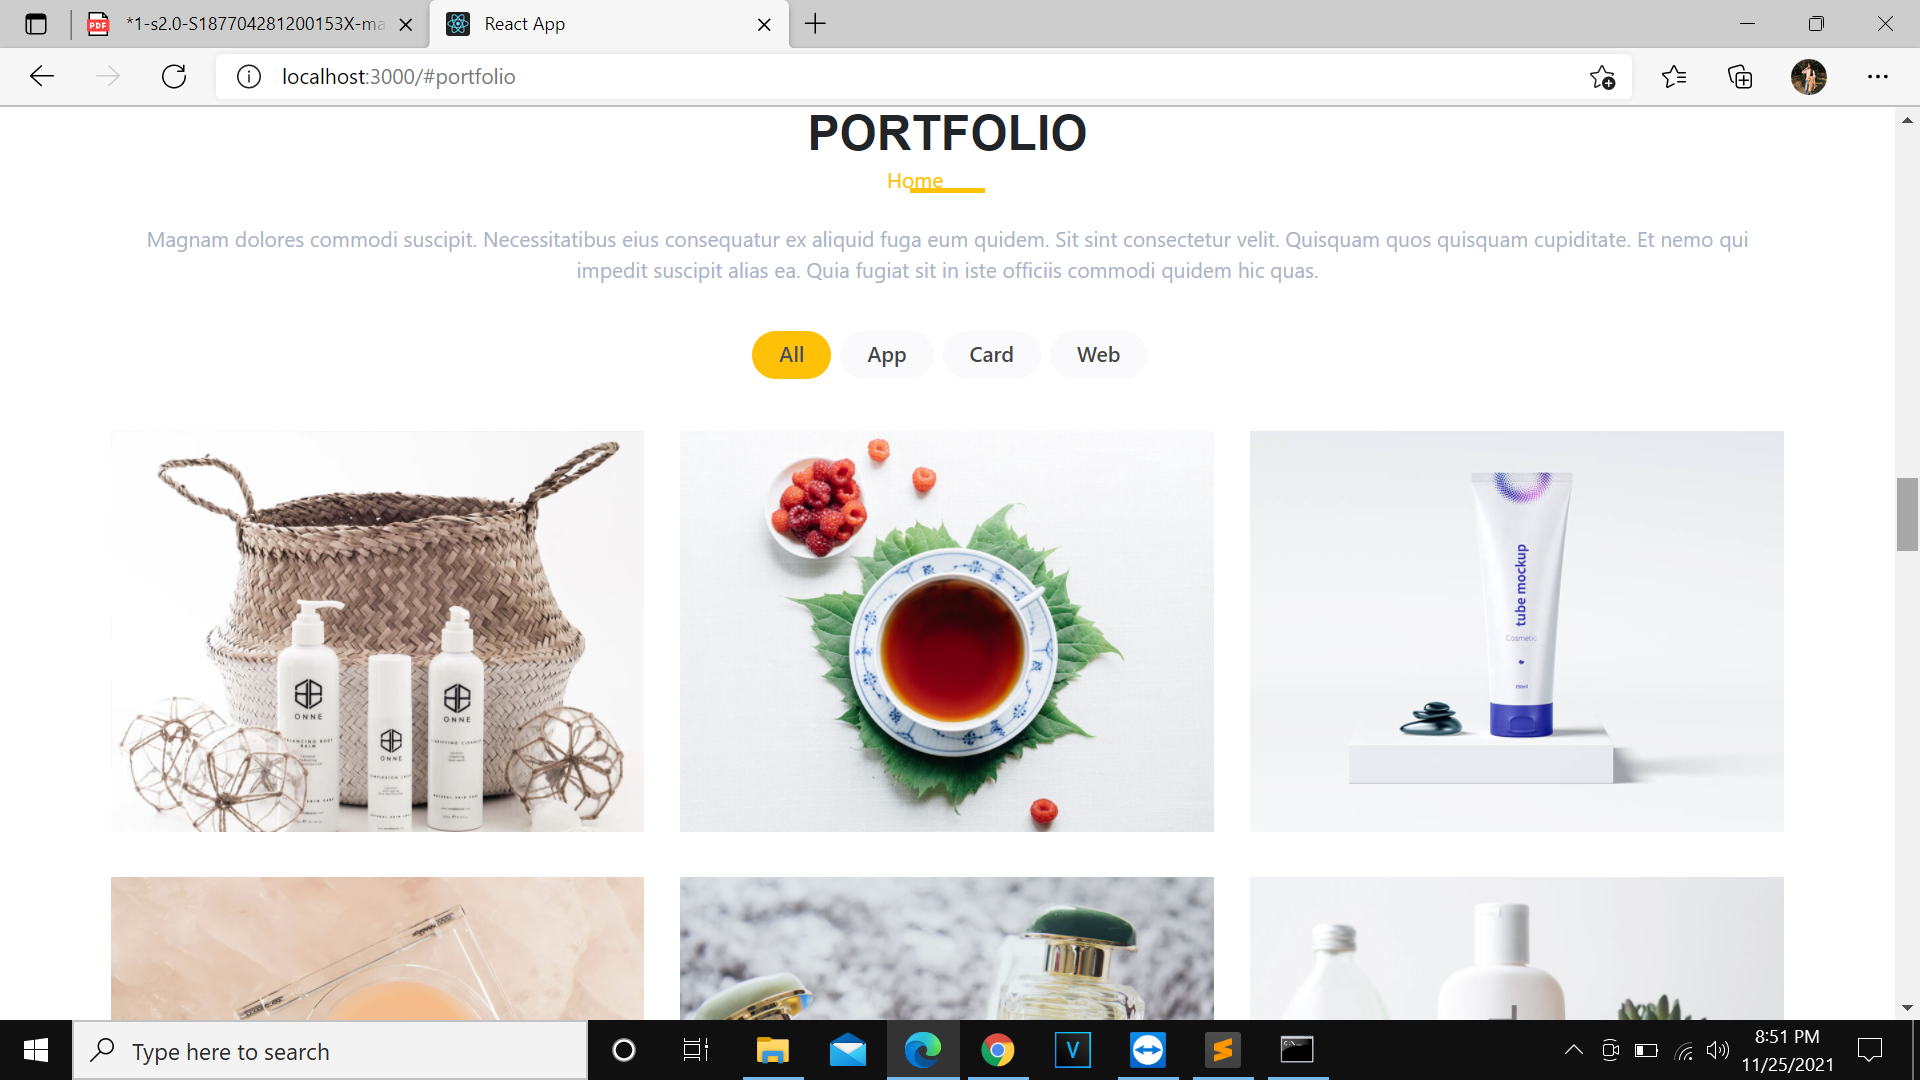 *1-s2.0-S187704281200153X-ma
React App
localhost:3000/#portfolio
PORTFOLIO
Home
Magnam dolores commodi suscipit. Necessitatibus eius consequatur ex aliquid fuga eum quidem. Sit sint consectetur velit. Quisquam quos quisquam cupiditate. Et nemo qui
impedit suscipit alias ea. Quia fugiat sit in iste officiis commodi quidem hic quas.
All
App
Card
Web
ONNE
ONNE
ONNE
tube mockup
Cosmetic
Type here to search
8:51 PM
11/25/2021